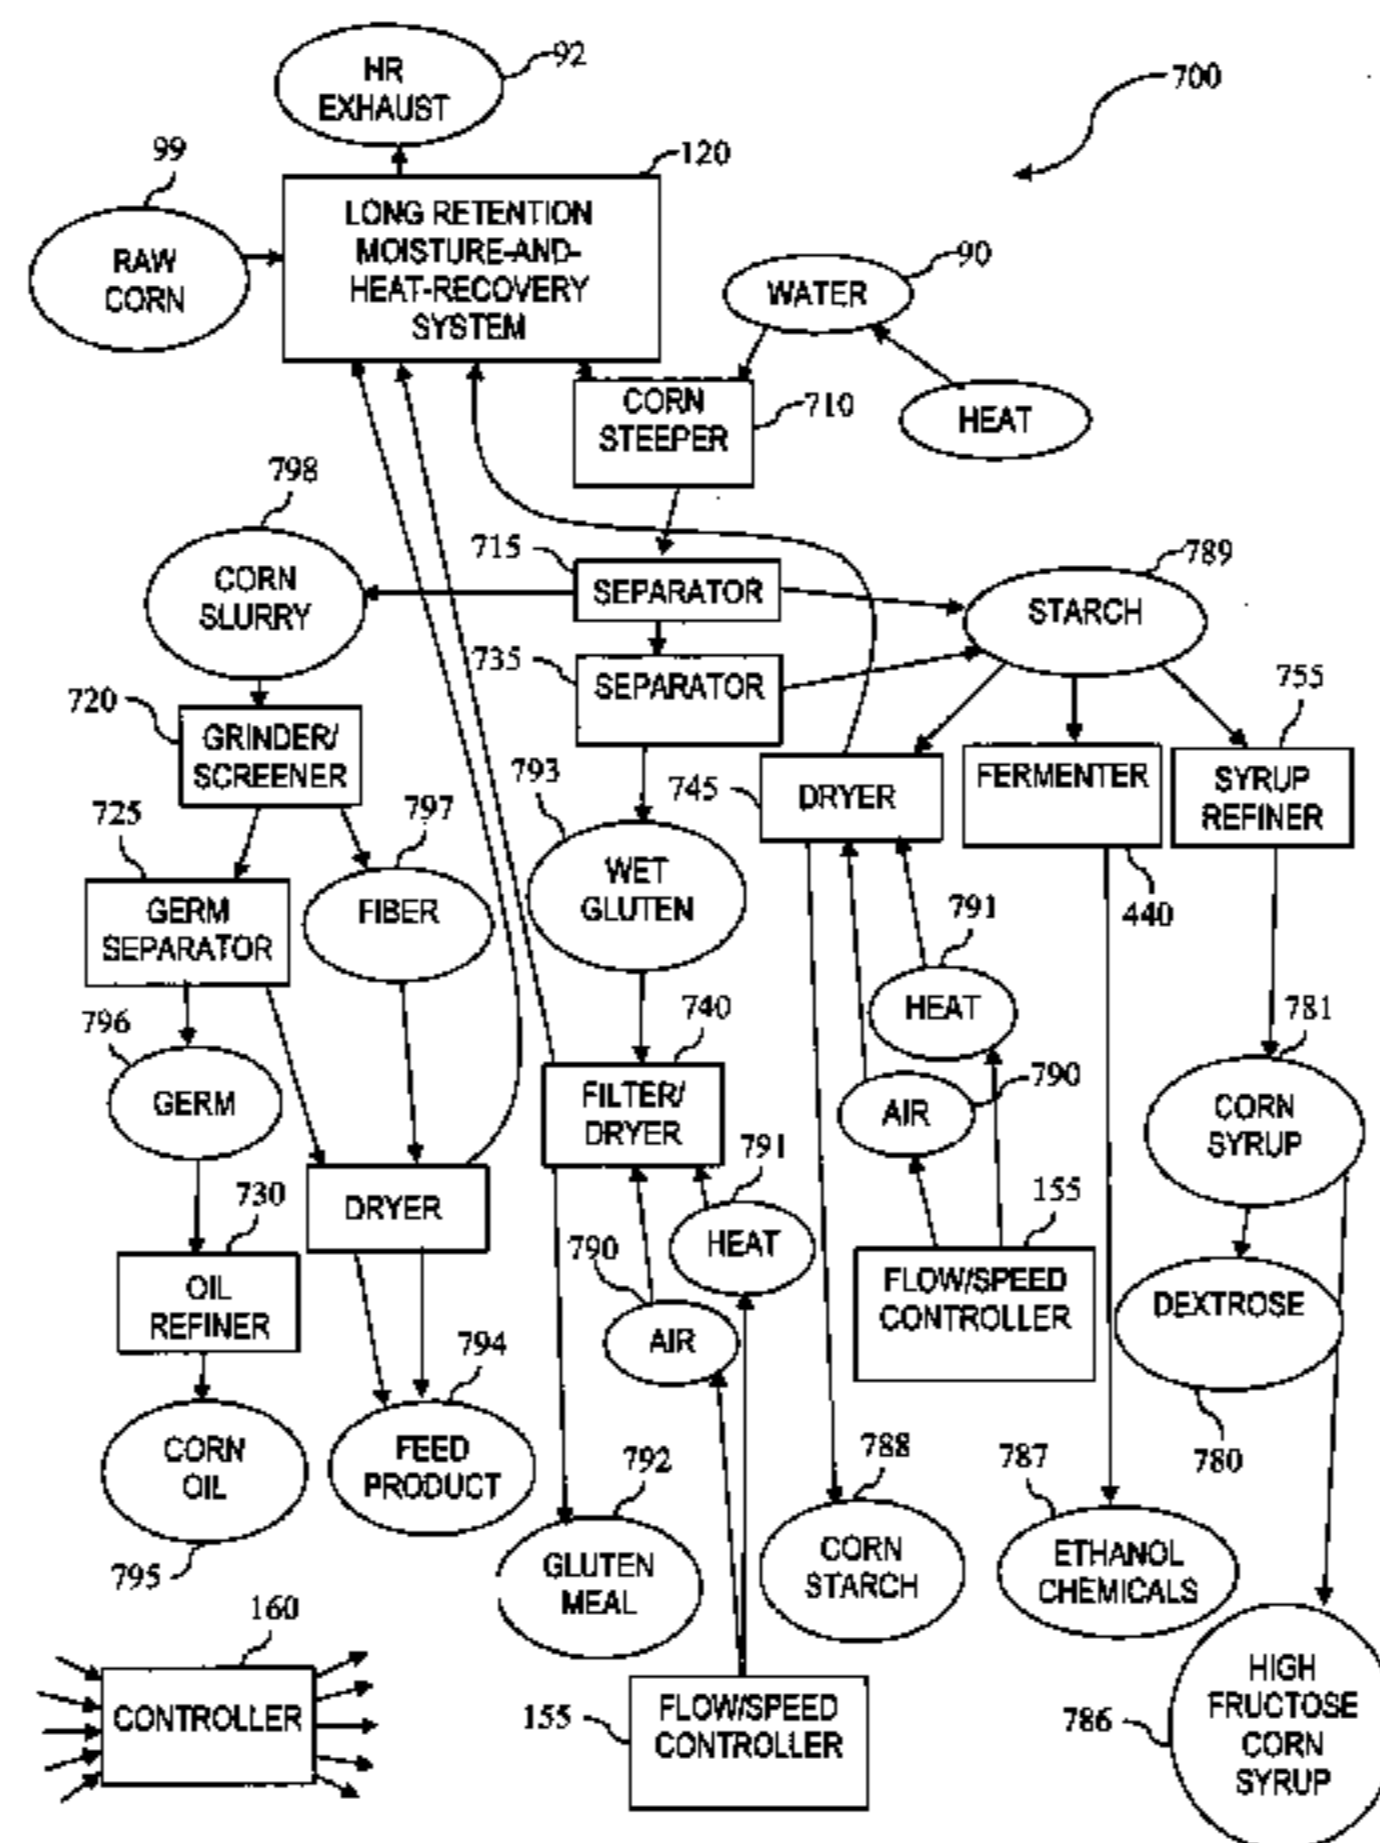 HR
EXHAUST
92
700
99
120
RAW
CORN
LONG RETENTION
MOISTURE-AND-
HEAT-RECOVERY
SYSTEM
WATER
90
HEAT
CORN
STEEPER
710
798
CORN
SLURRY
715
SEPARATOR
789
STARCH
735
SEPARATOR
720
GRINDER/
SCREENER
755
SYRUP
REFINER
793
745
DRYER
FERMENTER
440
725
GERM
SEPARATOR
797
FIBER
WET
GLUTEN
791
HEAT
796
GERM
740
FILTER/
DRYER
790
AIR
781
CORN
SYRUP
730
OIL
REFINER
DRYER
791
HEAT
790
AIR
155
FLOW/SPEED
CONTROLLER
DEXTROSE
780
794
FEED
PRODUCT
CORN
OIL
795
792
GLUTEN
MEAL
788
CORN
STARCH
787
ETHANOL
CHEMICALS
160
CONTROLLER
155
FLOW/SPEED
CONTROLLER
786
HIGH
FRUCTOSE
CORN
SYRUP